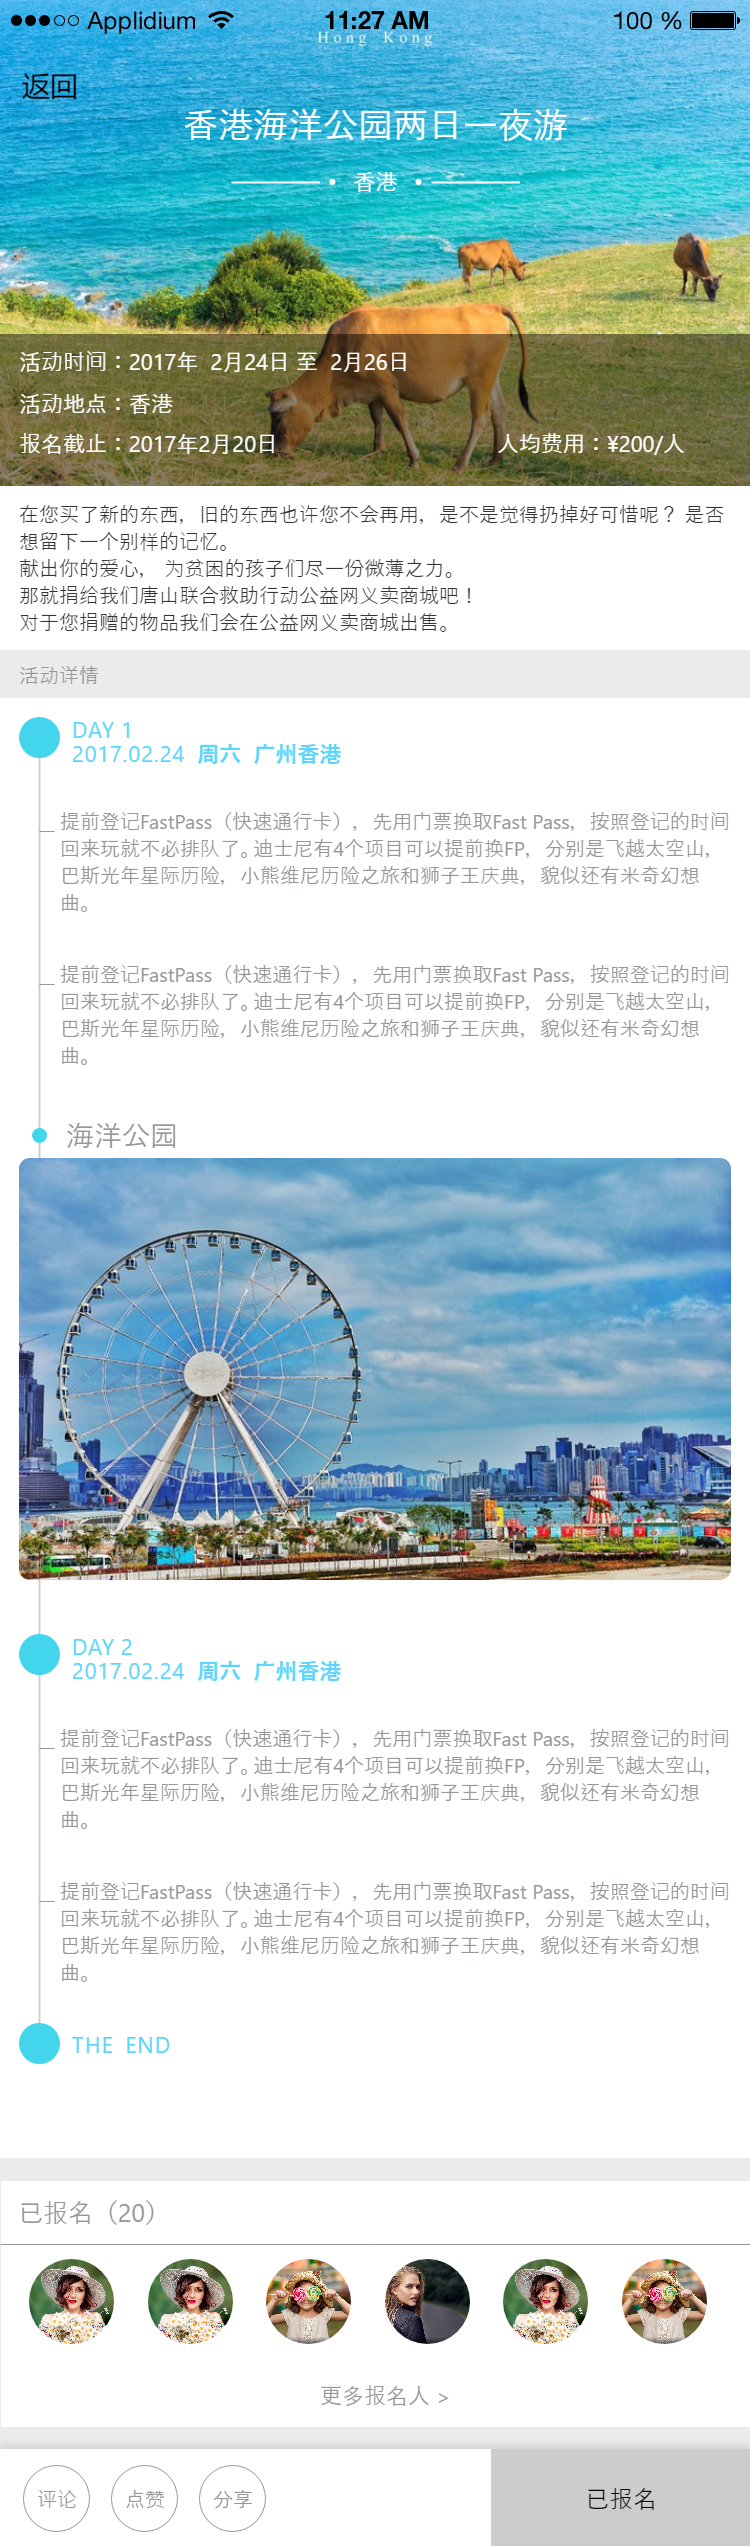 Applidium 11:27 AM 100 %
Hong Kong
返回
香港海洋公园两日一夜游
香港
活动时间：2017年 2月24日 至 2月26日
活动地点：香港
报名截止：2017年2月20日 人均费用：¥200/人
在您买了新的东西，旧的东西也许您不会再用，是不是觉得扔掉好可惜呢？是否
想留下一个别样的记忆。
献出你的爱心， 为贫困的孩子们尽一份微薄之力。
那就捐给我们唐山联合救助行动公益网义卖商城吧！
对于您捐赠的物品我们会在公益网义卖商城出售。
活动详情
DAY 1
2017.02.24 周六 广州香港
提前登记FastPass（快速通行卡），先用门票换取Fast Pass，按照登记的时间
回来玩就不必排队了。迪士尼有4个项目可以提前换FP，分别是飞越太空山，
巴斯光年星际历险，小熊维尼历险之旅和狮子王庆典，貌似还有米奇幻想
曲。
提前登记FastPass（快速通行卡），先用门票换取Fast Pass，按照登记的时间
回来玩就不必排队了。迪士尼有4个项目可以提前换FP，分别是飞越太空山，
巴斯光年星际历险，小熊维尼历险之旅和狮子王庆典，貌似还有米奇幻想
曲。
海洋公园
DAY 2
2017.02.24 周六 广州香港
提前登记FastPass（快速通行卡），先用门票换取Fast Pass，按照登记的时间
回来玩就不必排队了。迪士尼有4个项目可以提前换FP，分别是飞越太空山，
巴斯光年星际历险，小熊维尼历险之旅和狮子王庆典，貌似还有米奇幻想
曲。
提前登记FastPass（快速通行卡），先用门票换取Fast Pass，按照登记的时间
回来玩就不必排队了。迪士尼有4个项目可以提前换FP，分别是飞越太空山，
巴斯光年星际历险，小熊维尼历险之旅和狮子王庆典，貌似还有米奇幻想
曲。
THE END
已报名（20）
更多报名人 >
评论 点赞 分享 已报名